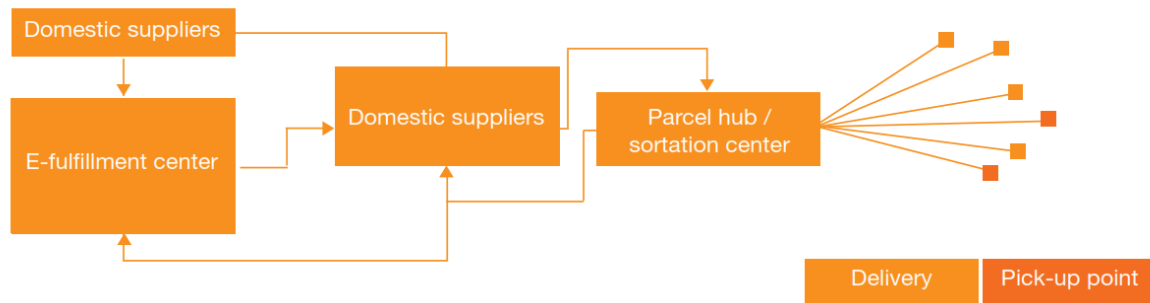 Domestic suppliers
E-fulfillment center
Domestic suppliers
Parcel hub /
sortation center
Delivery
Pick-up point